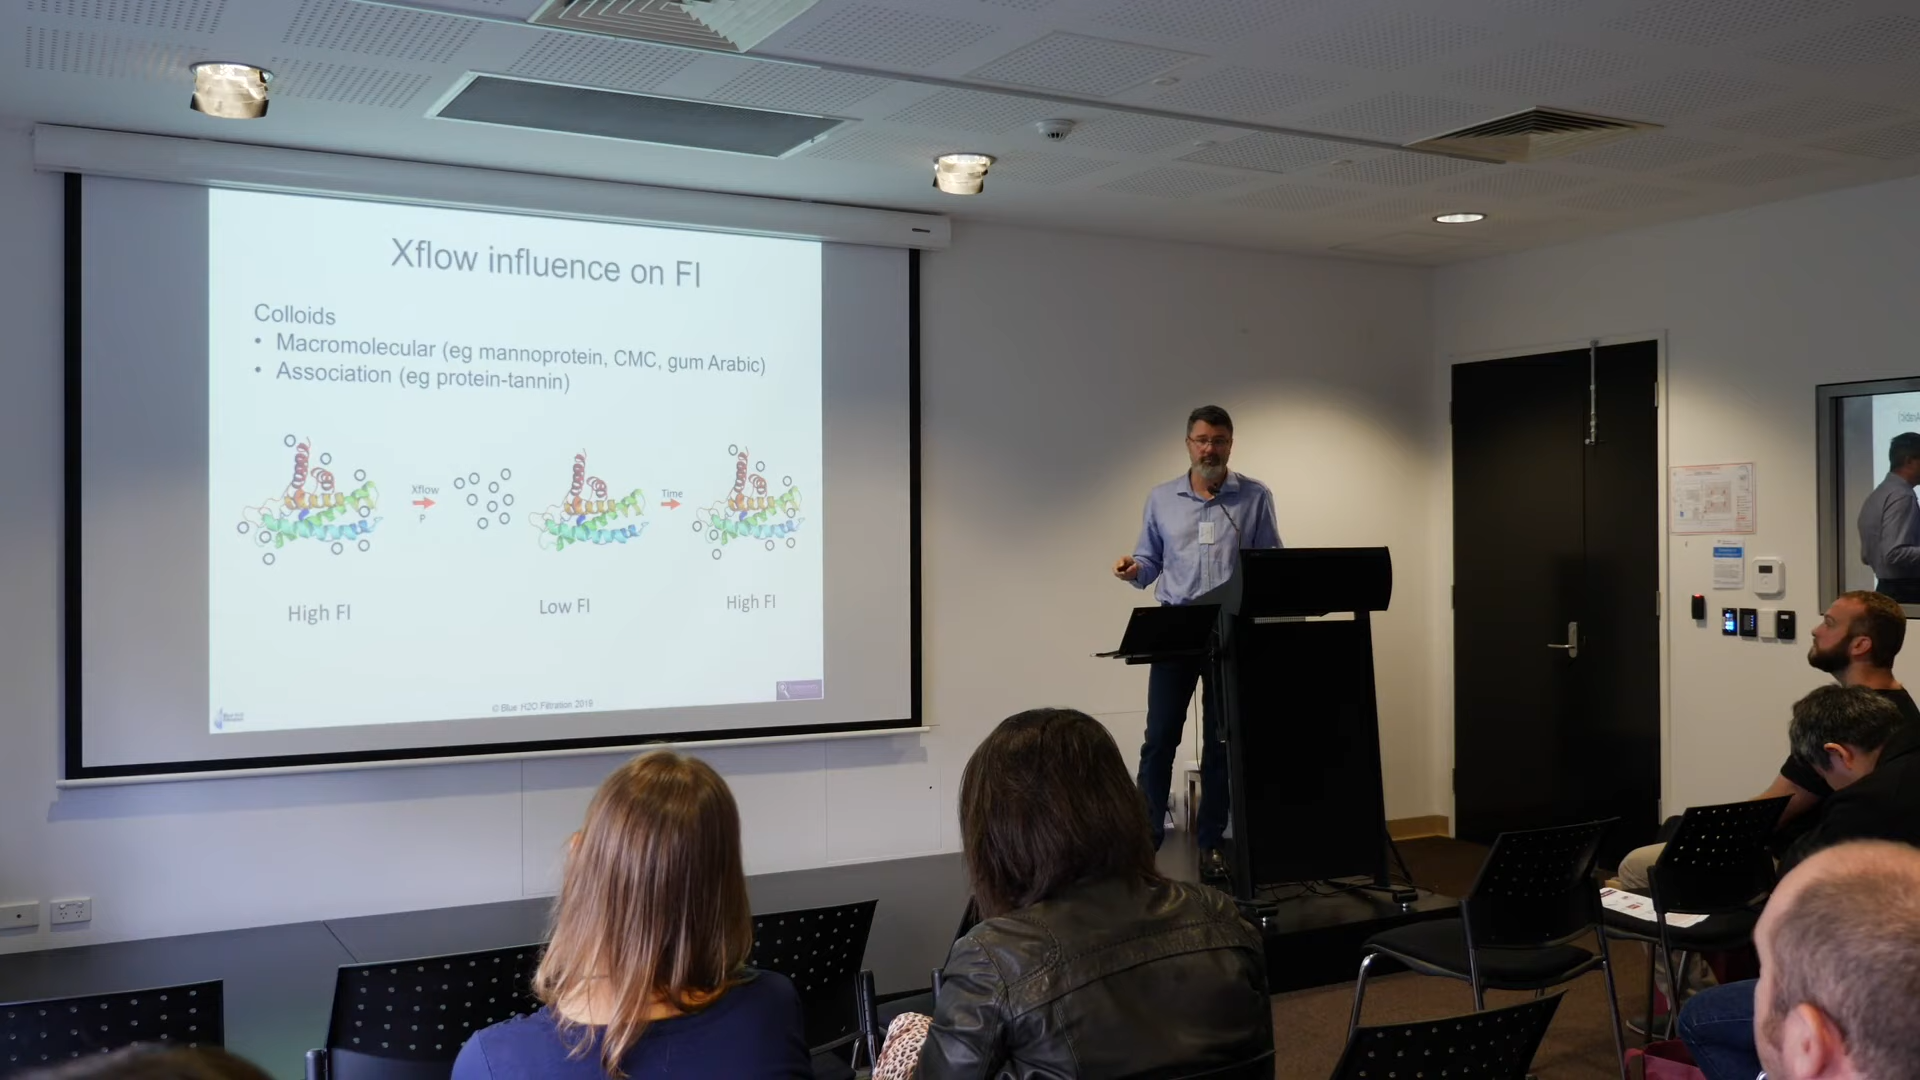 Xflow influence on FI
Colloids
• Macromolecular (eg mannoprotein, CMC, gum Arabic)
• Association (eg protein-tannin)
Xflow
P
Time
High FI
Low FI
High FI
© Blue H2O Filtration 2019